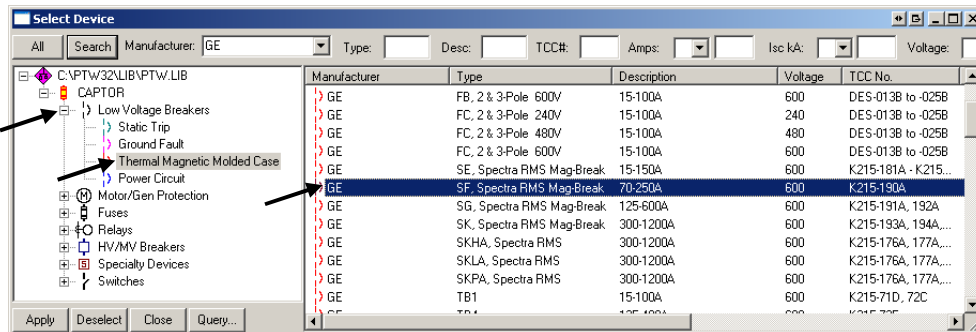 Select Device
All Search Manufacturer: GE Type: Desc: TCC#: Amps: Isc kA: Voltage:
C:\PTW32\LIB\PTW.LIB
CAPTOR
Low Voltage Breakers
Static Trip
Ground Fault
Thermal Magnetic Molded Case
Power Circuit
Motor/Gen Protection
Fuses
Relays
HV/MV Breakers
Specialty Devices
Switches
Manufacturer Type Description Voltage TCC No.
GE FB, 2 & 3-Pole 600V 15-100A 600 DES-013B to -025B
GE FC, 2 & 3-Pole 240V 15-100A 240 DES-013B to -025B
GE FC, 2 & 3-Pole 480V 15-100A 480 DES-013B to -025B
GE FC, 2 & 3-Pole 600V 15-100A 600 DES-013B to -025B
GE SE, Spectra RMS Mag-Break 15-150A 600 K215-181A - K215...
GE SF, Spectra RMS Mag-Break 70-250A 600 K215-190A
GE SG, Spectra RMS Mag-Break 125-600A 600 K215-191A, 192A
GE SK, Spectra RMS Mag-Break 300-1200A 600 K215-193A, 194A,...
GE SKHA, Spectra RMS 300-1200A 600 K215-176A, 177A,...
GE SKLA, Spectra RMS 300-1200A 600 K215-176A, 177A,...
GE SKPA, Spectra RMS 300-1200A 600 K215-176A, 177A,...
GE TB1 15-100A 600 K215-71D, 72C
Apply Deselect Close Query...